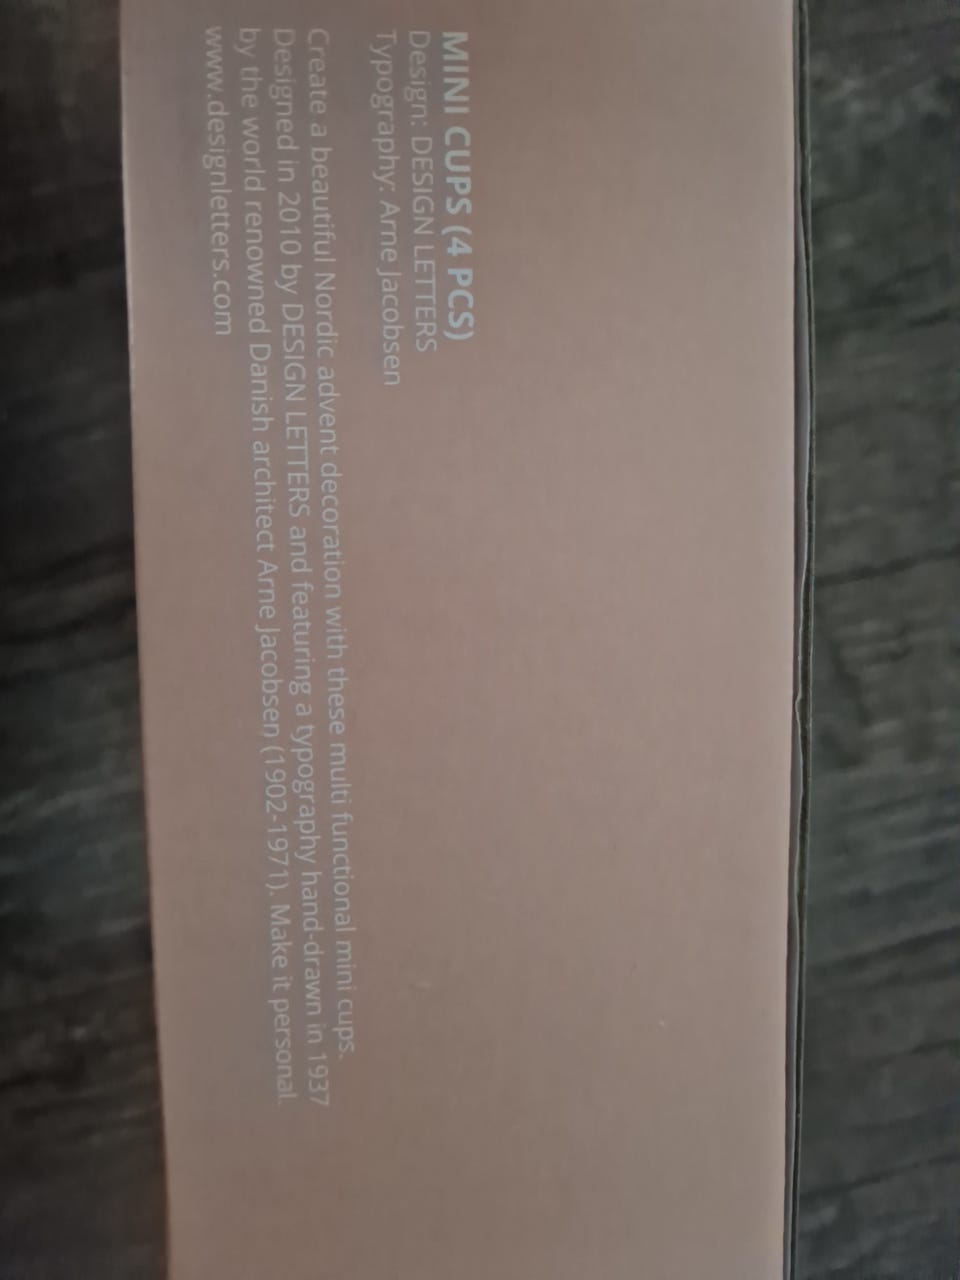 MINI CUPS (4 PCS)
Design: DESIGN LETTERS
Typography: Arne Jacobsen
Create a beautiful Nordic advent decoration with these multi functional mini cups.
Designed in 2010 by DESIGN LETTERS and featuring a typography hand-drawn in 1937
by the world renowned Danish architect Arne Jacobsen (1902-1971). Make it personal.
www.designletters.com